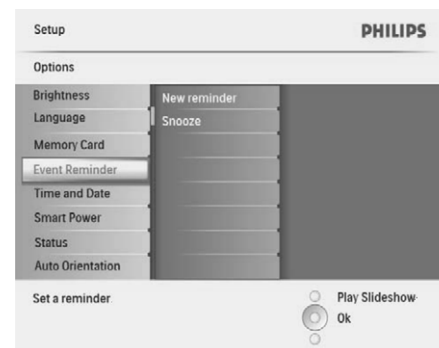 Setup
PHILIPS
Options
Brightness
New reminder
Language
Snooze
Memory Card
Event Reminder
Time and Date
Smart Power
Status
Auto Orientation
Set a reminder
Play Slideshow
Ok